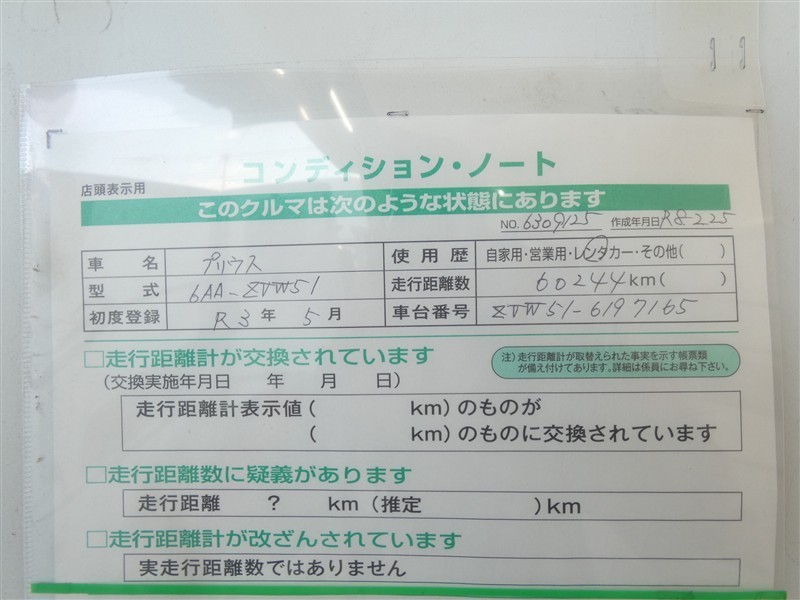 コンディション・ノート
店頭表示用
このクルマは次のような状態にあります
NO. 6309125 作成年月日 R8.2.25
車名 プリウス 使用歴 自家用・営業用・レンタカー・その他( )
型式 6AA-ZVW51 走行距離数 60244km( )
初度登録 R3年 5月 車台番号 ZVW51-6197165
□走行距離計が交換されています
注)走行距離計が取替えられた事実を示す帳票類
が備え付けてあります。詳細は係員にお尋ね下さい。
(交換実施年月日 年 月 日)
走行距離計表示値( km)のものが
( km)のものに交換されています
□走行距離数に疑義があります
走行距離 ? km(推定 )km
□走行距離計が改ざんされています
実走行距離数ではありません